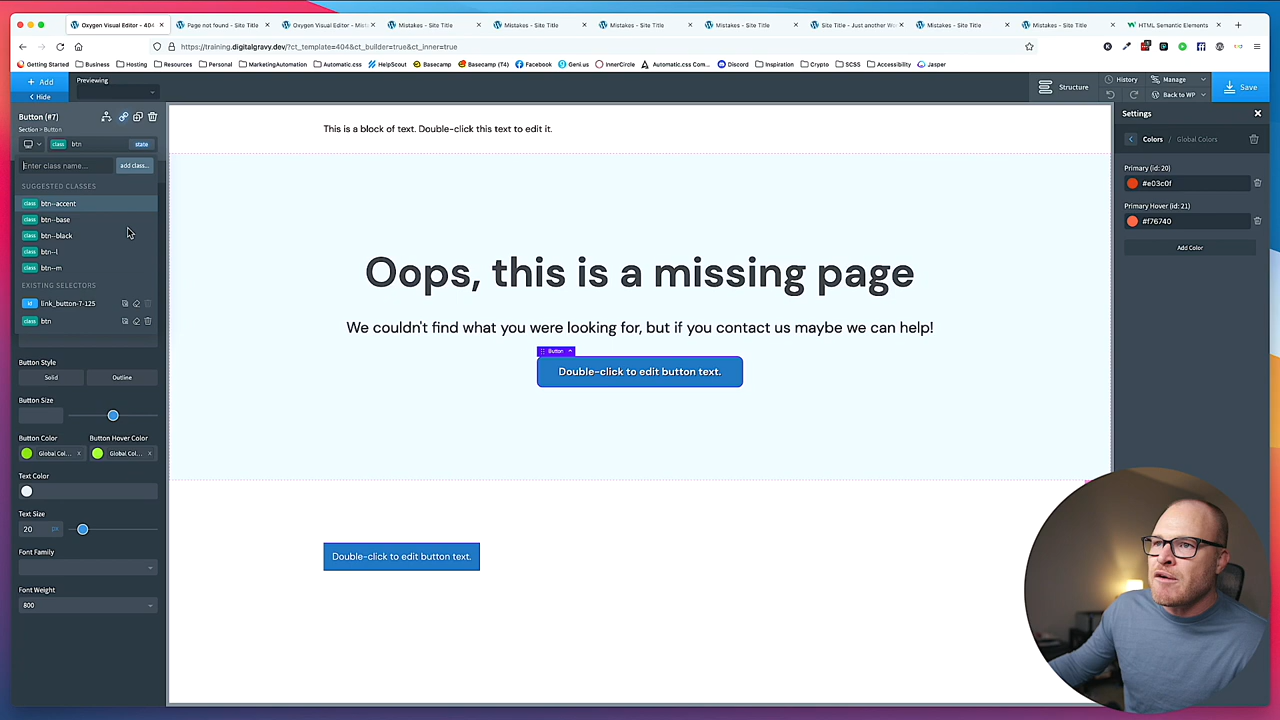 Oxygen Visual Editor - 404
Page not found - Site Title
Oxygen Visual Editor - Mist
Mistakes - Site Title
Mistakes - Site Title
Mistakes - Site Title
Mistakes - Site Title
Site Title - Just another Wo
Mistakes - Site Title
Mistakes - Site Title
HTML Semantic Elements
https://training.digitalgravy.dev/?ct_template=404&ct_builder=true&ct_inner=true
Getting Started
Business
Hosting
Resources
Personal
MarketingAutomation
Automatic.css
HelpScout
Basecamp
Basecamp (T4)
Facebook
Geni.us
InnerCircle
Automatic.css Com...
Discord
Inspiration
Crypto
SCSS
Accessibility
Jasper
+ Add
Hide
Previewing
Structure
History
Manage
Back to WP
Save
Button (#7)
Section › Button
class btn
state
Enter class name....
add class...
SUGGESTED CLASSES
class btn--accent
class btn--base
class btn--black
class btn--l
class btn--m
EXISTING SELECTORS
id link_button-7-125
class btn
Button Style
Solid
Outline
Button Size
Button Color
Button Hover Color
Global Col... x
Global Col... x
Text Color
Text Size
20 px
Font Family
Font Weight
800
This is a block of text. Double-click this text to edit it.
Oops, this is a missing page
We couldn't find what you were looking for, but if you contact us maybe we can help!
Button
Double-click to edit button text.
Double-click to edit button text.
Settings
Colors
Global Colors
Primary (id: 20)
#e03c0f
Primary Hover (id: 21)
#f76740
Add Color